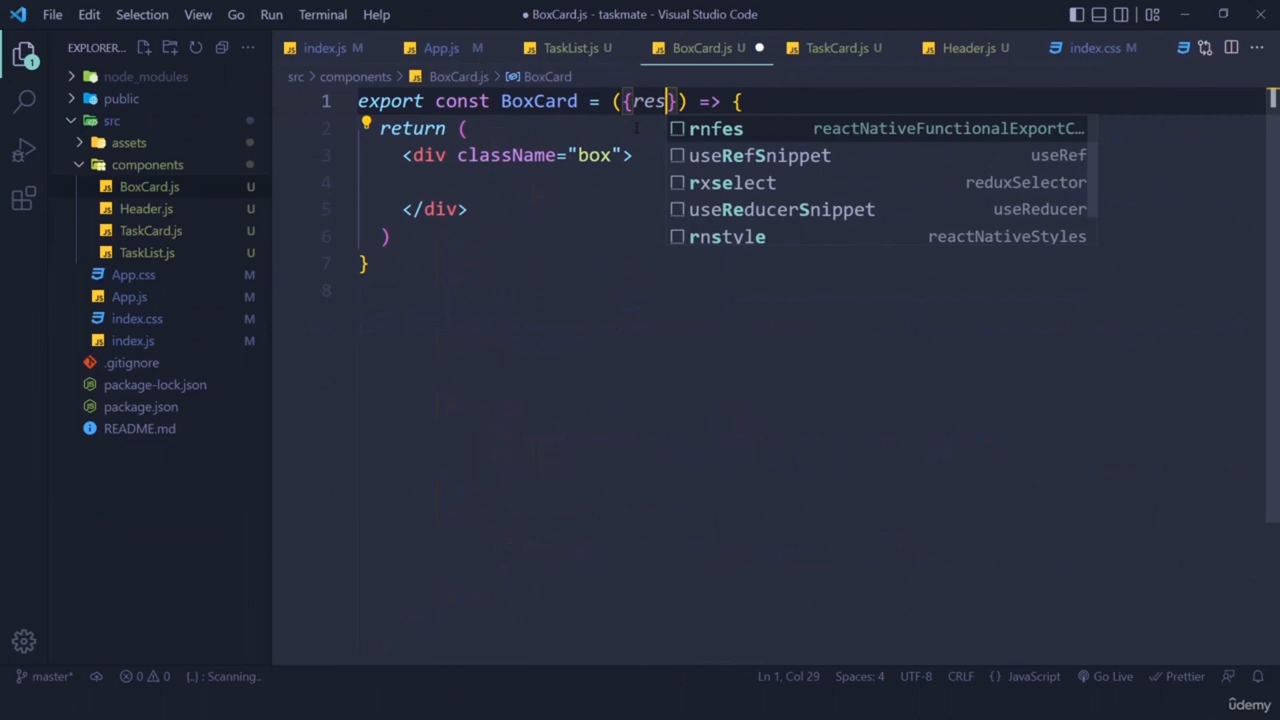 File Edit Selection View Go Run Terminal Help
● BoxCard.js - taskmate - Visual Studio Code
EXPLORER... ···
index.js M
App.js M
TaskList.js U
BoxCard.js U ●
TaskCard.js U
Header.js U
index.css M
···
1
node_modules
public
src
assets
components
BoxCard.js U
Header.js U
TaskCard.js U
TaskList.js U
App.css M
App.js M
index.css M
index.js M
.gitignore
package-lock.json
package.json
README.md
src > components > BoxCard.js > BoxCard
1 export const BoxCard = ({res}) => {
2 return (
3 <div className="box">
4
5 </div>
6 )
7 }
8
rnfes reactNativeFunctionalExportC…
useRefSnippet useRef
rxselect reduxSelector
useReducerSnippet useReducer
rnstyle reactNativeStyles
master* 0 0 {..} : Scanning..
Ln 1, Col 29 Spaces: 4 UTF-8 CRLF {} JavaScript Go Live Prettier
ûdemy